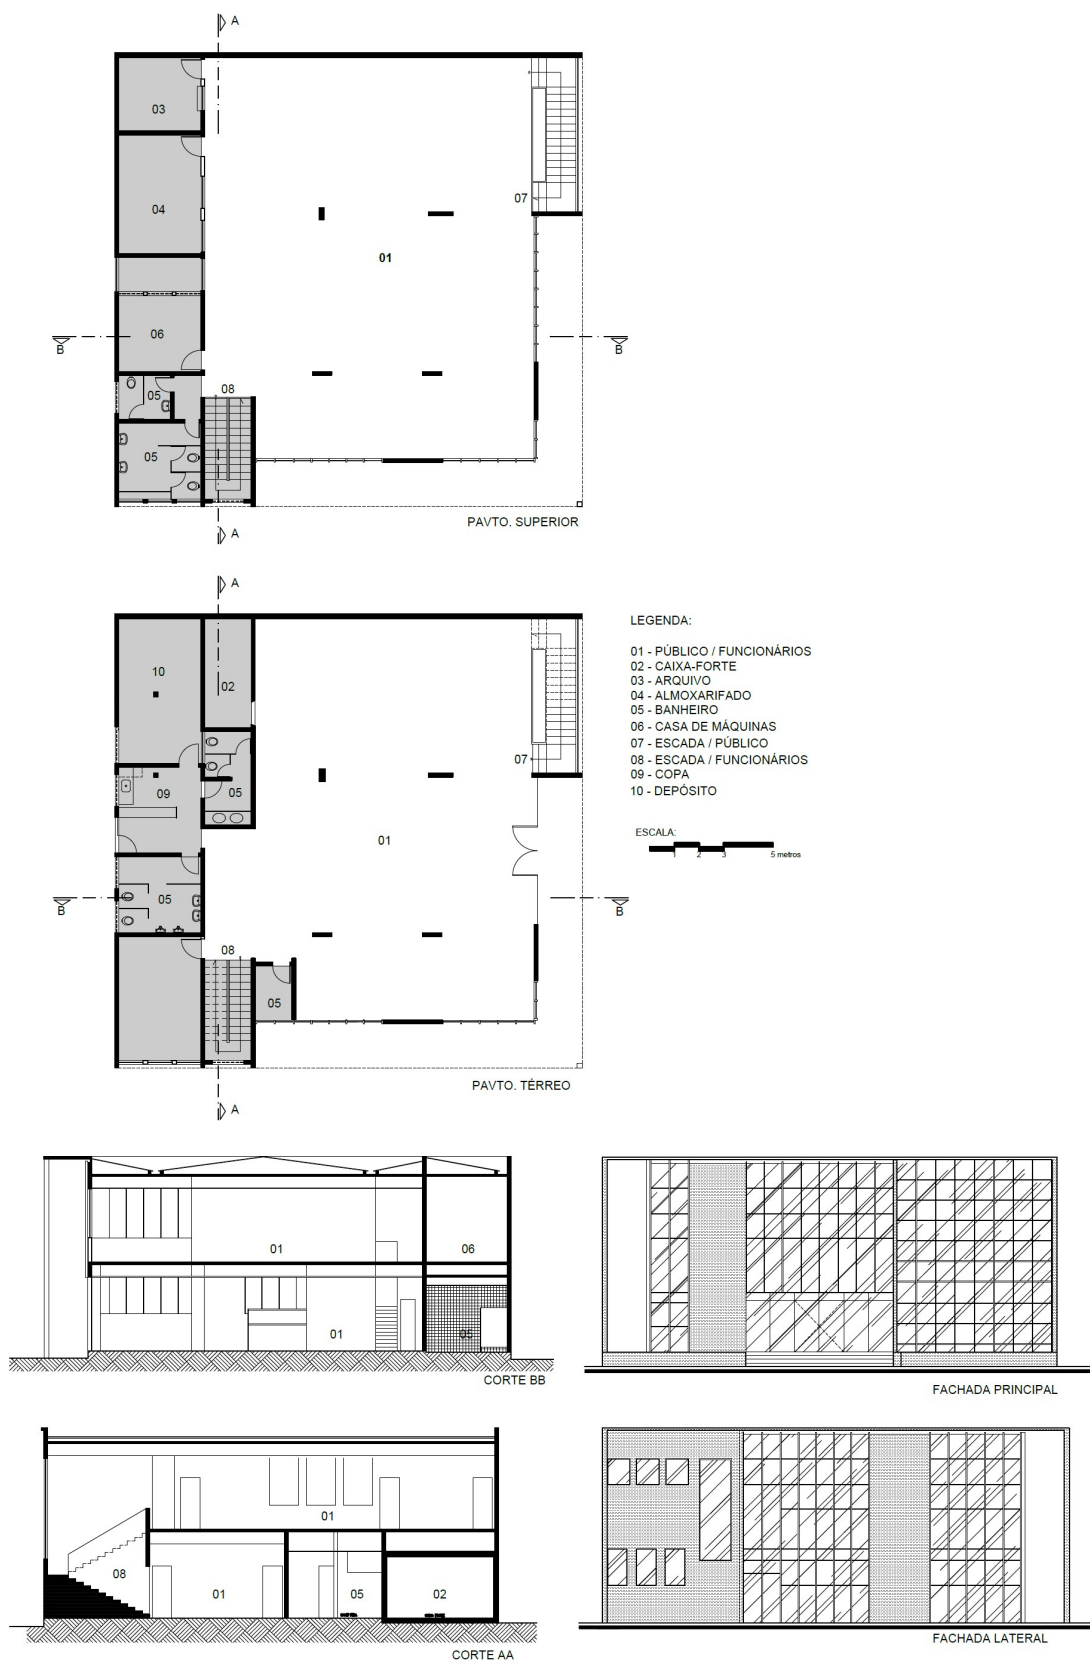 A
03
04
07
01
06
B
B
08
05
05
A
PAVTO. SUPERIOR
A
LEGENDA:
01 - PÚBLICO / FUNCIONÁRIOS
02 - CAIXA-FORTE
03 - ARQUIVO
04 - ALMOXARIFADO
05 - BANHEIRO
06 - CASA DE MÁQUINAS
07 - ESCADA / PÚBLICO
08 - ESCADA / FUNCIONÁRIOS
09 - COPA
10 - DEPÓSITO
10
02
07
09
05
01
ESCALA:
1 2 3 5 metros
05
B
B
08
05
PAVTO. TÉRREO
A
01
06
01
05
CORTE BB
FACHADA PRINCIPAL
01
08
01
05
02
CORTE AA
FACHADA LATERAL